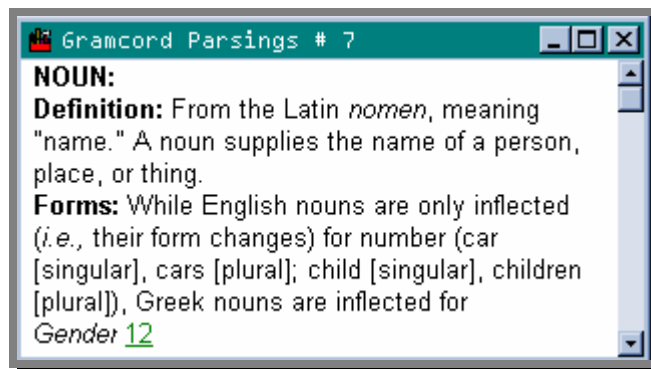 Gramcord Parsings # 7
NOUN:
Definition: From the Latin nomen, meaning
"name." A noun supplies the name of a person,
place, or thing.
Forms: While English nouns are only inflected
(i.e., their form changes) for number (car
[singular], cars [plural]; child [singular], children
[plural]), Greek nouns are inflected for
Gender 12